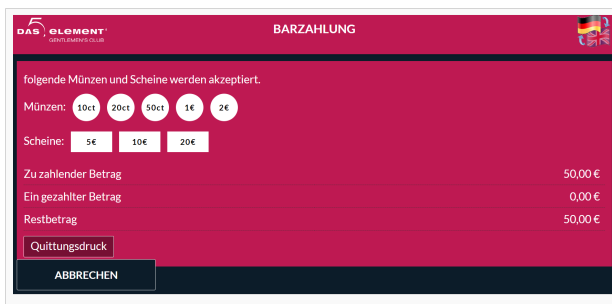 DAS 5 ELEMENT
GENTLEMEN'S CLUB
BARZAHLUNG
folgende Münzen und Scheine werden akzeptiert.
Münzen: 10ct 20ct 50ct 1€ 2€
Scheine: 5€ 10€ 20€
Zu zahlender Betrag 50,00 €
Ein gezahlter Betrag 0,00 €
Restbetrag 50,00 €
Quittungsdruck
ABBRECHEN